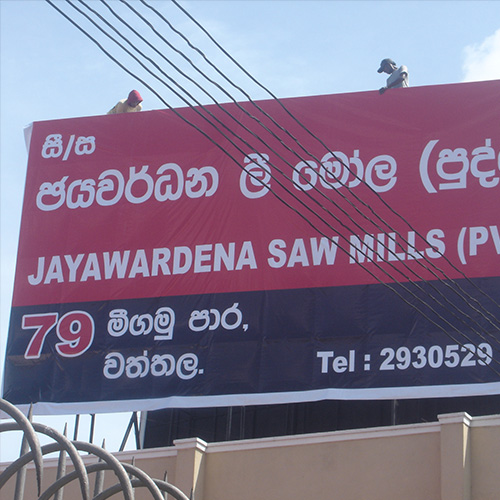 සී/ස
ජයවර්ධන ලී මෝල (පුද්
JAYAWARDENA SAW MILLS (PV
79 මීගමු පාර,
වත්තල.
Tel : 2930529